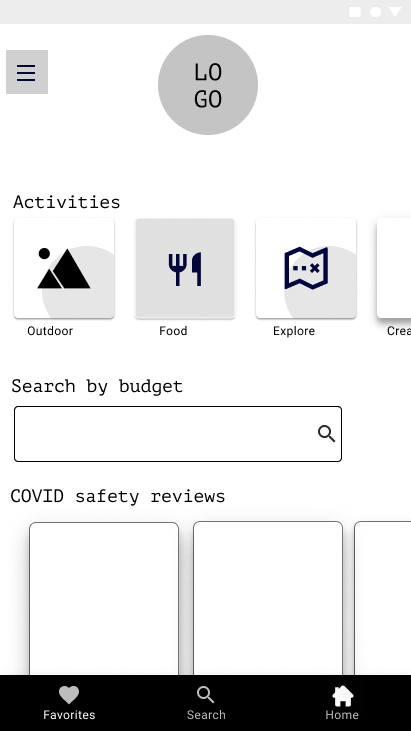 LO
GO
Activities
Outdoor
Food
Explore
Crea
Search by budget
COVID safety reviews
Favorites
Search
Home